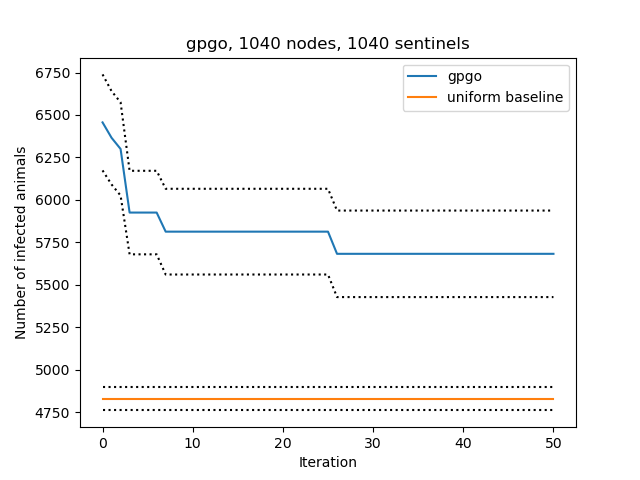 gpgo, 1040 nodes, 1040 sentinels
gpgo
uniform baseline
Number of infected animals
6750
6500
6250
6000
5750
5500
5250
5000
4750
0 10 20 30 40 50
Iteration